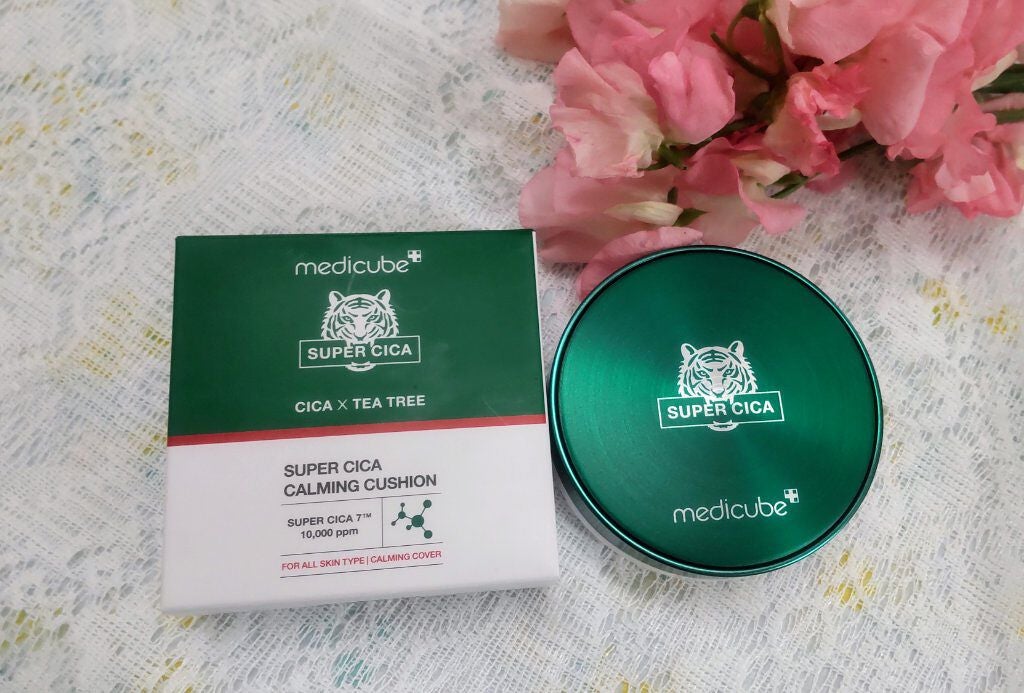 medicube
SUPER CICA
CICA X TEA TREE
SUPER CICA
CALMING CUSHION
SUPER CICA 7™
10,000 ppm
FOR ALL SKIN TYPE | CALMING COVER
SUPER CICA
medicube